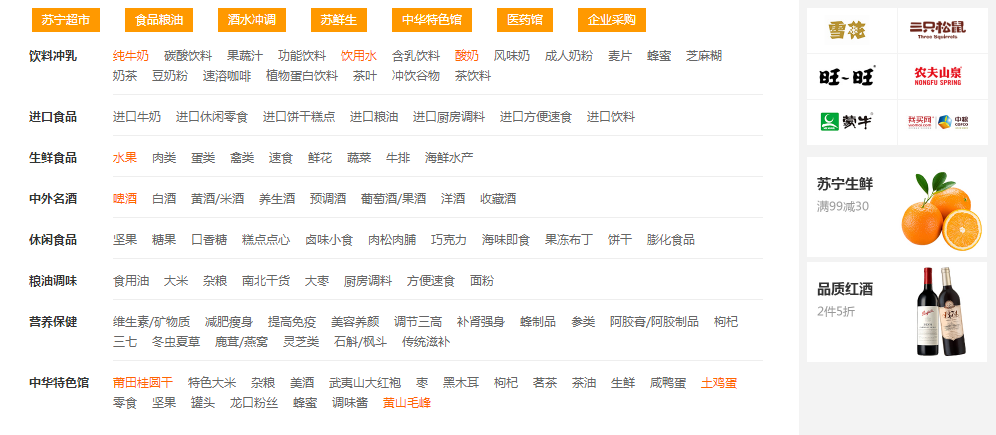 苏宁超市 食品粮油 酒水冲调 苏鲜生 中华特色馆 医药馆 企业采购
饮料冲乳 纯牛奶 碳酸饮料 果蔬汁 功能饮料 饮用水 含乳饮料 酸奶 风味奶 成人奶粉 麦片 蜂蜜 芝麻糊
奶茶 豆奶粉 速溶咖啡 植物蛋白饮料 茶叶 冲饮谷物 茶饮料
进口食品 进口牛奶 进口休闲零食 进口饼干糕点 进口粮油 进口厨房调料 进口方便速食 进口饮料
生鲜食品 水果 肉类 蛋类 禽类 速食 鲜花 蔬菜 牛排 海鲜水产
中外名酒 啤酒 白酒 黄酒/米酒 养生酒 预调酒 葡萄酒/果酒 洋酒 收藏酒
休闲食品 坚果 糖果 口香糖 糕点点心 卤味小食 肉松肉脯 巧克力 海味即食 果冻布丁 饼干 膨化食品
粮油调味 食用油 大米 杂粮 南北干货 大枣 厨房调料 方便速食 面粉
营养保健 维生素/矿物质 减肥瘦身 提高免疫 美容养颜 调节三高 补肾强身 蜂制品 参类 阿胶膏/阿胶制品 枸杞
三七 冬虫夏草 鹿茸/燕窝 灵芝类 石斛/枫斗 传统滋补
中华特色馆 莆田桂圆干 特色大米 杂粮 美酒 武夷山大红袍 枣 黑木耳 枸杞 茗茶 茶油 生鲜 咸鸭蛋 土鸡蛋
零食 坚果 罐头 龙口粉丝 蜂蜜 调味酱 萧山毛峰
雪花 三只松鼠
Three Squirrels
旺~旺 农夫山泉
NONGFU SPRING
蒙牛 我买网 womai.com 中粮 COFCO
苏宁生鲜
满99减30
品质红酒
2件5折